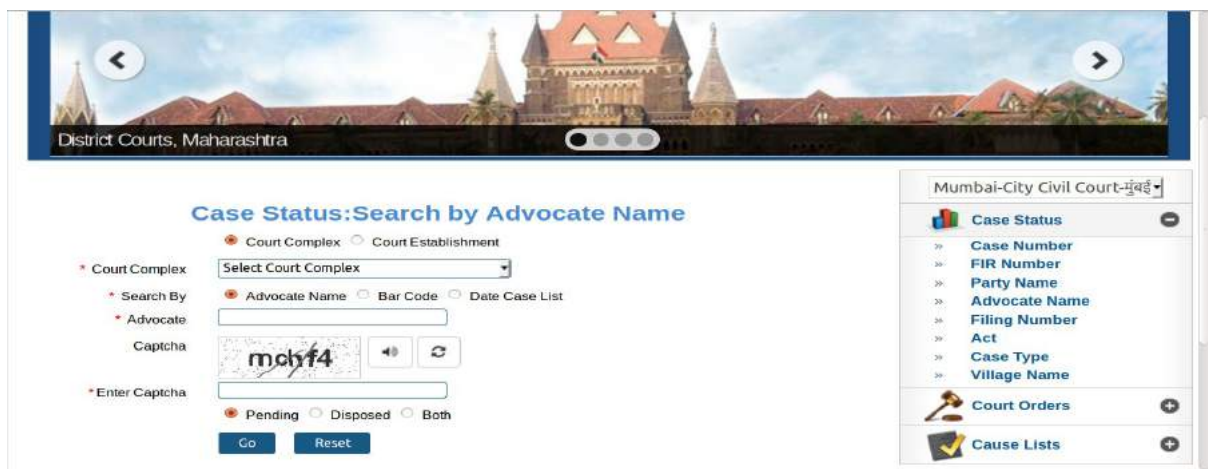 District Courts, Maharashtra
Case Status:Search by Advocate Name
Court Complex Court Establishment
* Court Complex Select Court Complex
* Search By Advocate Name Bar Code Date Case List
* Advocate
Captcha mchf4
*Enter Captcha
Pending Disposed Both
Go Reset
Mumbai-City Civil Court-मुंबई
Case Status
» Case Number
» FIR Number
» Party Name
» Advocate Name
» Filing Number
» Act
» Case Type
» Village Name
Court Orders
Cause Lists